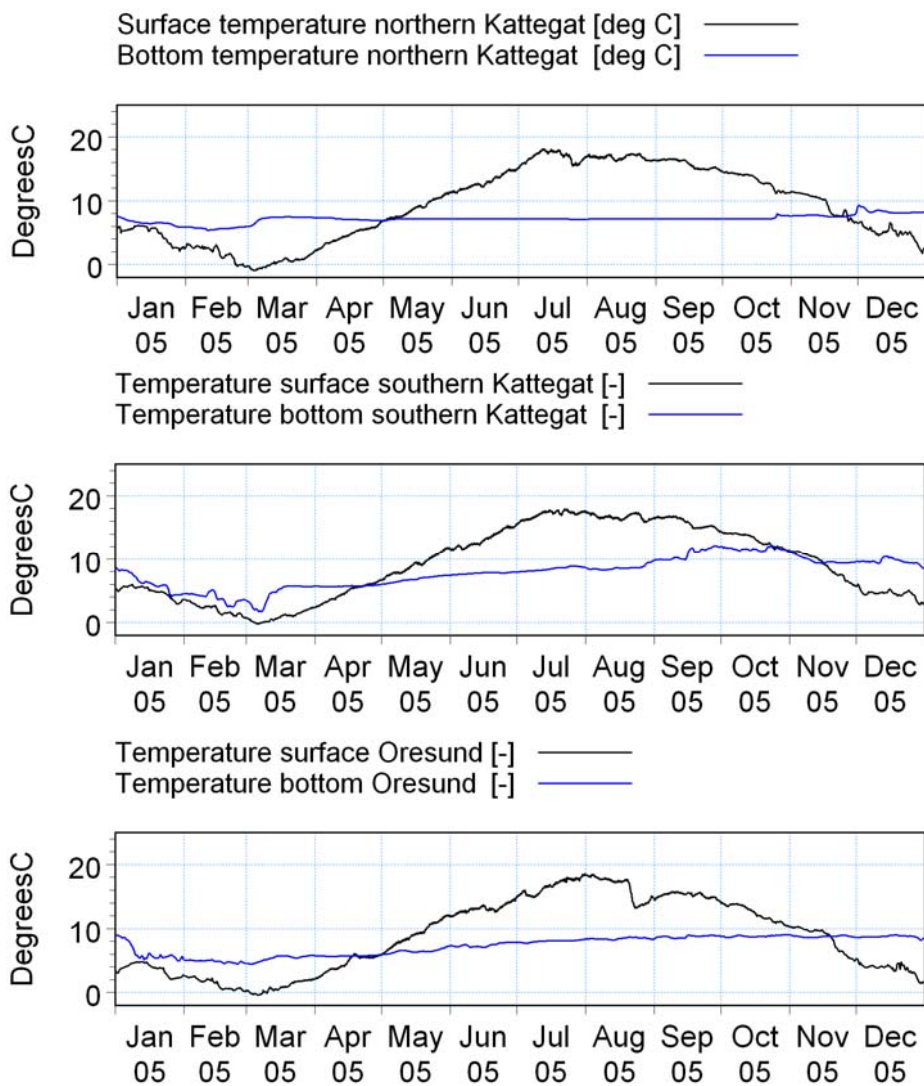 Surface temperature northern Kattegat [deg C]
Bottom temperature northern Kattegat [deg C]
DegreesC
20
10
0
Jan Feb Mar Apr May Jun Jul Aug Sep Oct Nov Dec
05 05 05 05 05 05 05 05 05 05 05 05
Temperature surface southern Kattegat [-]
Temperature bottom southern Kattegat [-]
DegreesC
20
10
0
Jan Feb Mar Apr May Jun Jul Aug Sep Oct Nov Dec
05 05 05 05 05 05 05 05 05 05 05 05
Temperature surface Oresund [-]
Temperature bottom Oresund [-]
DegreesC
20
10
0
Jan Feb Mar Apr May Jun Jul Aug Sep Oct Nov Dec
05 05 05 05 05 05 05 05 05 05 05 05